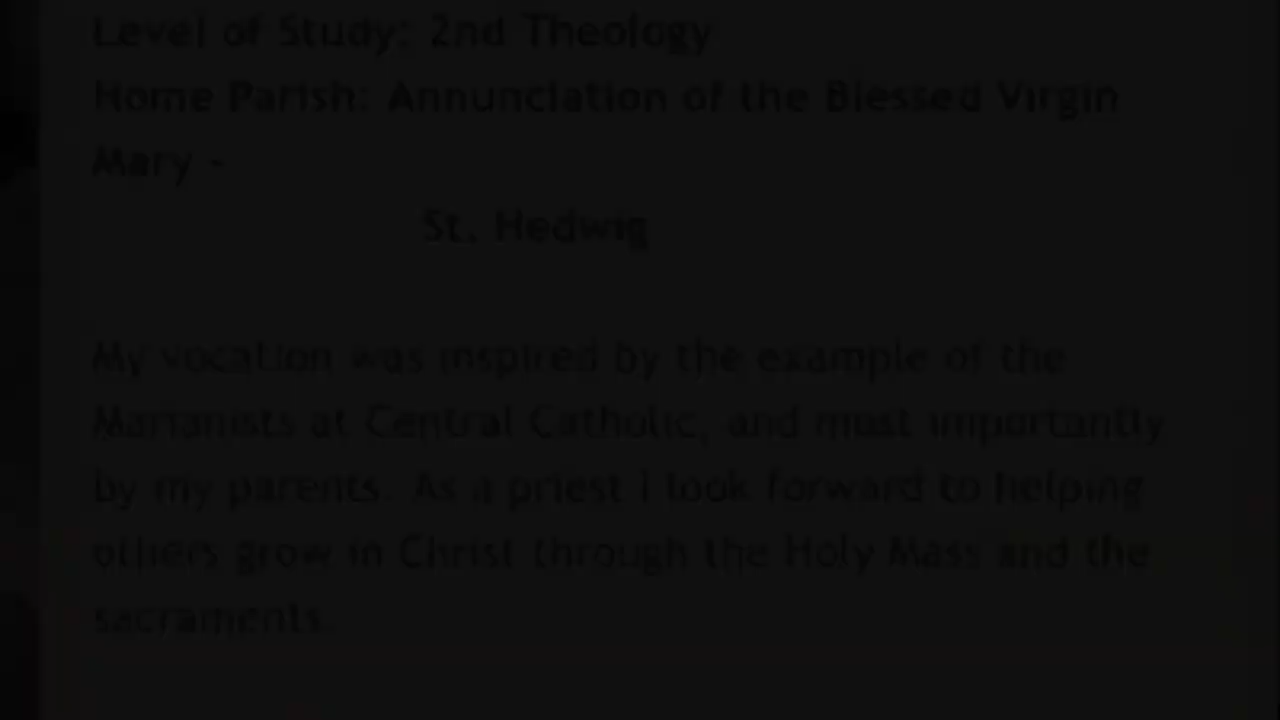 Level of Study: 2nd Theology
Home Parish: Annunciation of the Blessed Virgin
Mary -
St. Hedwig
My vocation was inspired by the example of the
Marianists at Central Catholic, and most importantly
by my parents. As a priest I look forward to helping
others grow in Christ through the Holy Mass and the
sacraments.